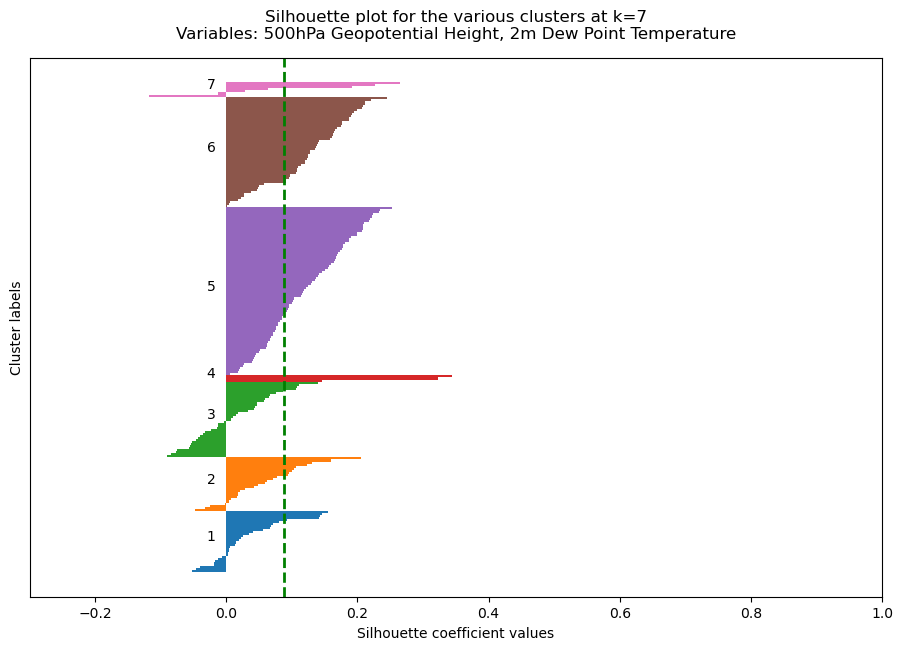 Silhouette plot for the various clusters at k=7
Variables: 500hPa Geopotential Height, 2m Dew Point Temperature
7
6
5
4
3
2
1
Cluster labels
−0.2 0.0 0.2 0.4 0.6 0.8 1.0
Silhouette coefficient values